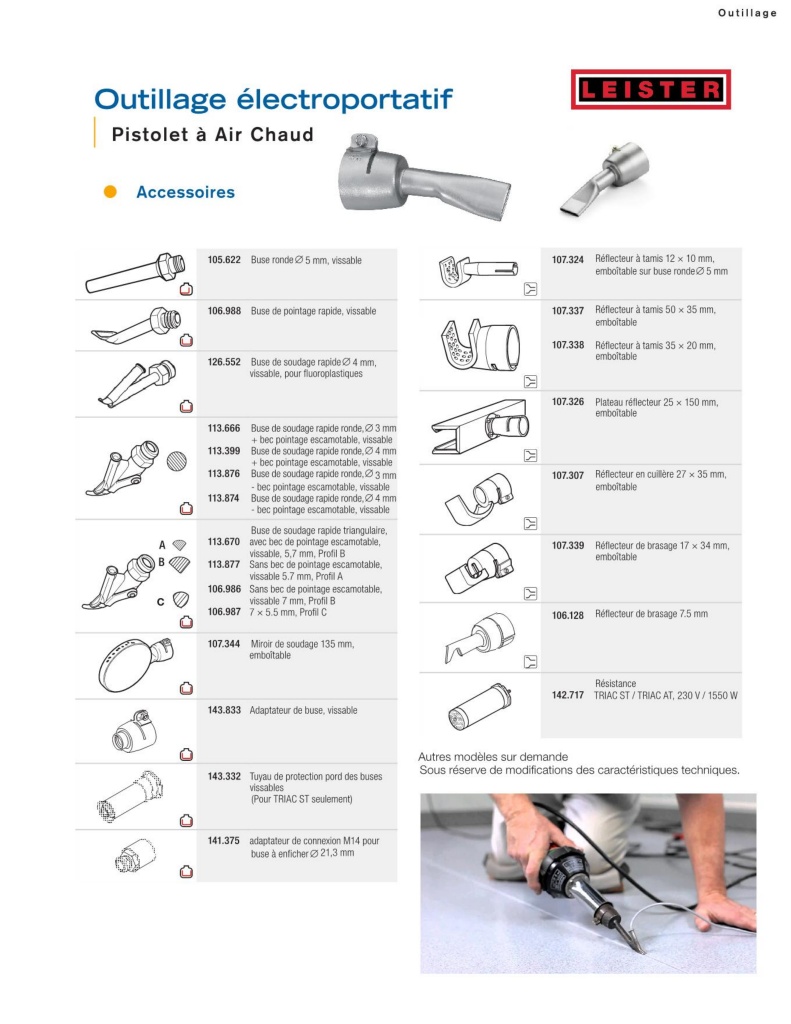 Outillage
Outillage électroportatif
LEISTER
Pistolet à Air Chaud
Accessoires
105.622 Buse ronde Ø 5 mm, vissable
106.988 Buse de pointage rapide, vissable
126.552 Buse de soudage rapide Ø 4 mm,
vissable, pour fluoroplastiques
113.666 Buse de soudage rapide ronde,Ø 3 mm
+ bec pointage escamotable, vissable
113.399 Buse de soudage rapide ronde,Ø 4 mm
+ bec pointage escamotable, vissable
113.876 Buse de soudage rapide ronde,Ø 3 mm
- bec pointage escamotable, vissable
113.874 Buse de soudage rapide ronde,Ø 4 mm
- bec pointage escamotable, vissable
A
B
C
Buse de soudage rapide triangulaire,
113.670 avec bec de pointage escamotable,
vissable, 5,7 mm, Profil B
113.877 Sans bec de pointage escamotable,
vissable 5.7 mm, Profil A
106.986 Sans bec de pointage escamotable,
vissable 7 mm, Profil B
106.987 7 × 5.5 mm, Profil C
107.344 Miroir de soudage 135 mm,
emboîtable
143.833 Adaptateur de buse, vissable
143.332 Tuyau de protection pord des buses
vissables
(Pour TRIAC ST seulement)
141.375 adaptateur de connexion M14 pour
buse à enficher Ø 21,3 mm
107.324 Réflecteur à tamis 12 × 10 mm,
emboîtable sur buse ronde Ø 5 mm
107.337 Réflecteur à tamis 50 × 35 mm,
emboîtable
107.338 Réflecteur à tamis 35 × 20 mm,
emboîtable
107.326 Plateau réflecteur 25 × 150 mm,
emboîtable
107.307 Réflecteur en cuillère 27 × 35 mm,
emboîtable
107.339 Réflecteur de brasage 17 × 34 mm,
emboîtable
106.128 Réflecteur de brasage 7.5 mm
Résistance
142.717 TRIAC ST / TRIAC AT, 230 V / 1550 W
Autres modèles sur demande
Sous réserve de modifications des caractéristiques techniques.